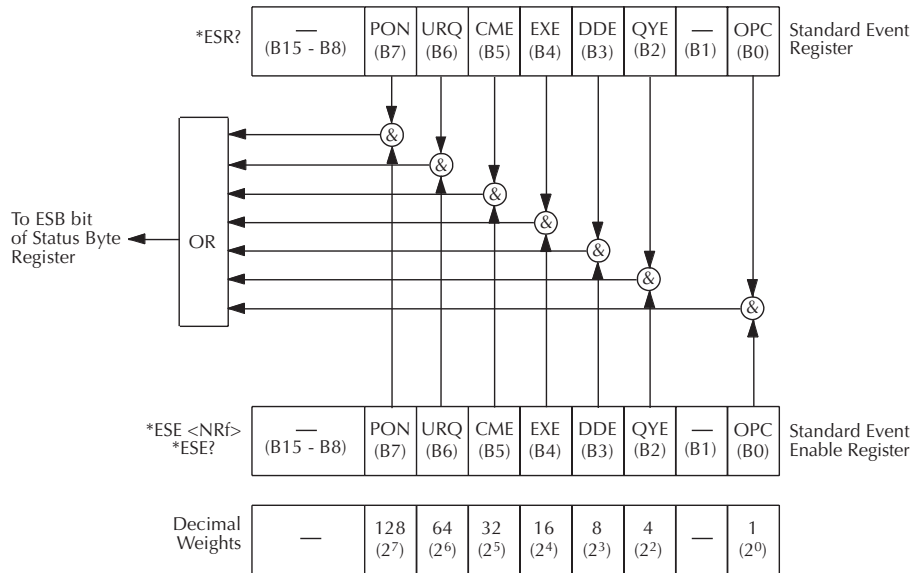 *ESR?
—
(B15 - B8)
PON
(B7)
URQ
(B6)
CME
(B5)
EXE
(B4)
DDE
(B3)
QYE
(B2)
—
(B1)
OPC
(B0)
Standard Event
Register
&
&
&
&
&
&
&
To ESB bit
of Status Byte
Register
OR
*ESE <NRf>
*ESE?
—
(B15 - B8)
PON
(B7)
URQ
(B6)
CME
(B5)
EXE
(B4)
DDE
(B3)
QYE
(B2)
—
(B1)
OPC
(B0)
Standard Event
Enable Register
Decimal
Weights
—
128
(2⁷)
64
(2⁶)
32
(2⁵)
16
(2⁴)
8
(2³)
4
(2²)
—
1
(2⁰)